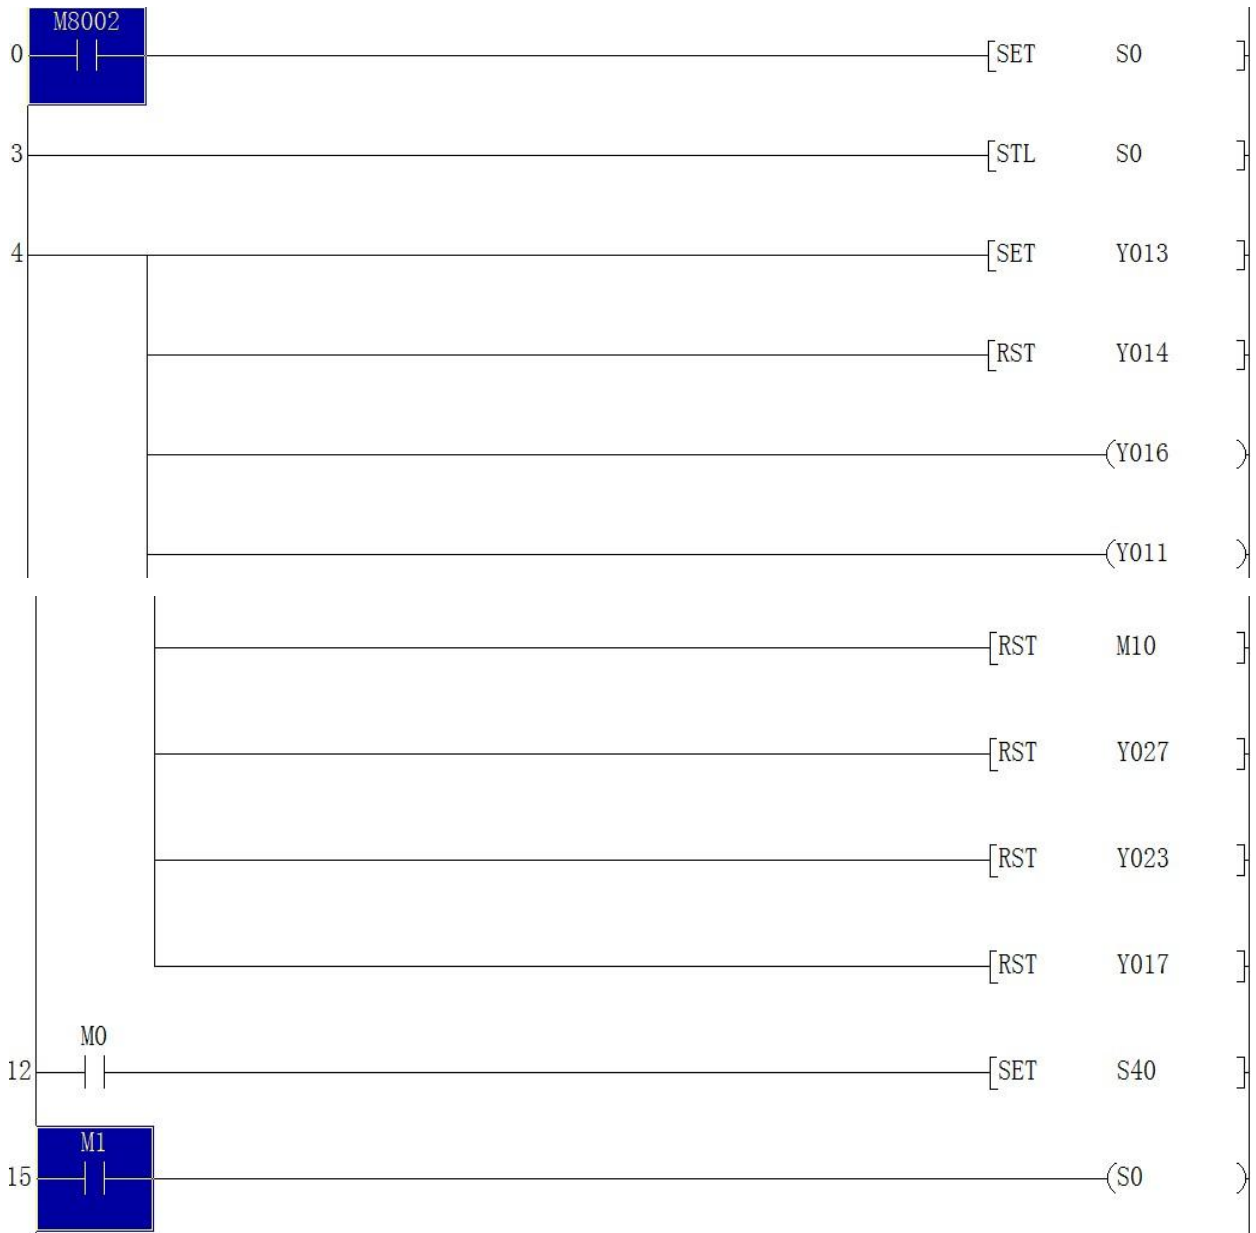 M8002
0 [SET S0 ]
3 [STL S0 ]
4 [SET Y013 ]
[RST Y014 ]
(Y016 )
(Y011 )
[RST M10 ]
[RST Y027 ]
[RST Y023 ]
[RST Y017 ]
M0
12 [SET S40 ]
M1
15 (S0 )